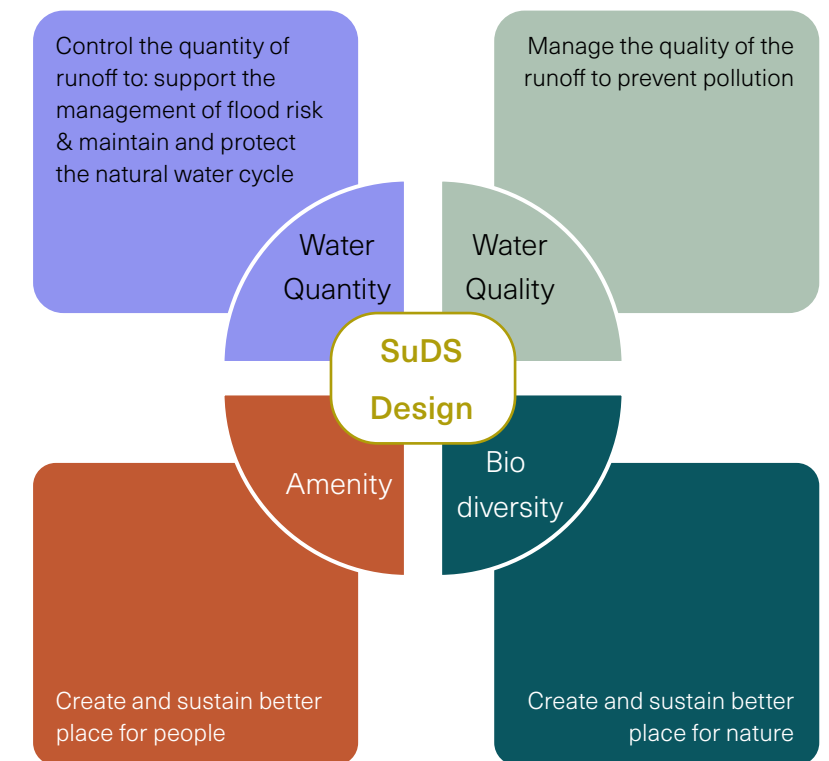 Control the quantity of
runoff to: support the
management of flood risk
& maintain and protect
the natural water cycle
Manage the quality of the
runoff to prevent pollution
Water
Quantity
Water
Quality
SuDS
Design
Amenity
Bio
diversity
Create and sustain better
place for people
Create and sustain better
place for nature